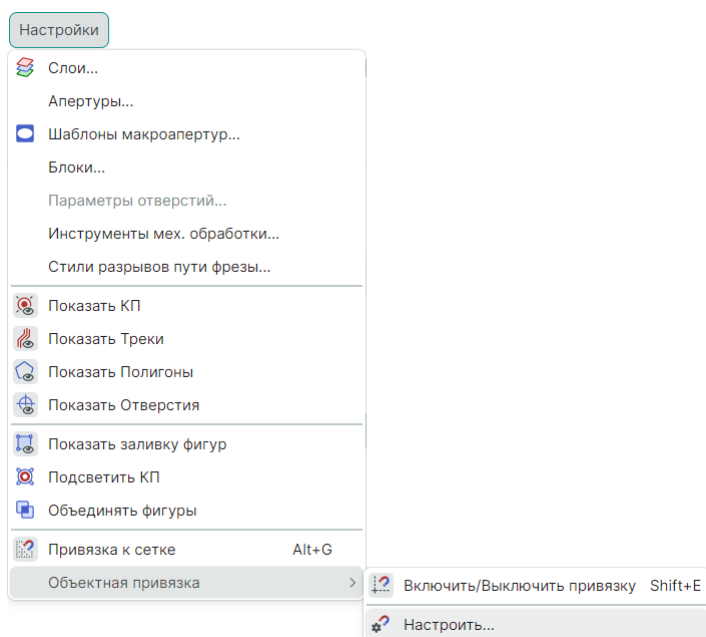 Настройки
Слои...
Апертуры...
Шаблоны макроапертур...
Блоки...
Параметры отверстий...
Инструменты мех. обработки...
Стили разрывов пути фрезы...
Показать КП
Показать Треки
Показать Полигоны
Показать Отверстия
Показать заливку фигур
Подсветить КП
Объединять фигуры
Привязка к сетке Alt+G
Объектная привязка
Включить/Выключить привязку Shift+E
Настроить...